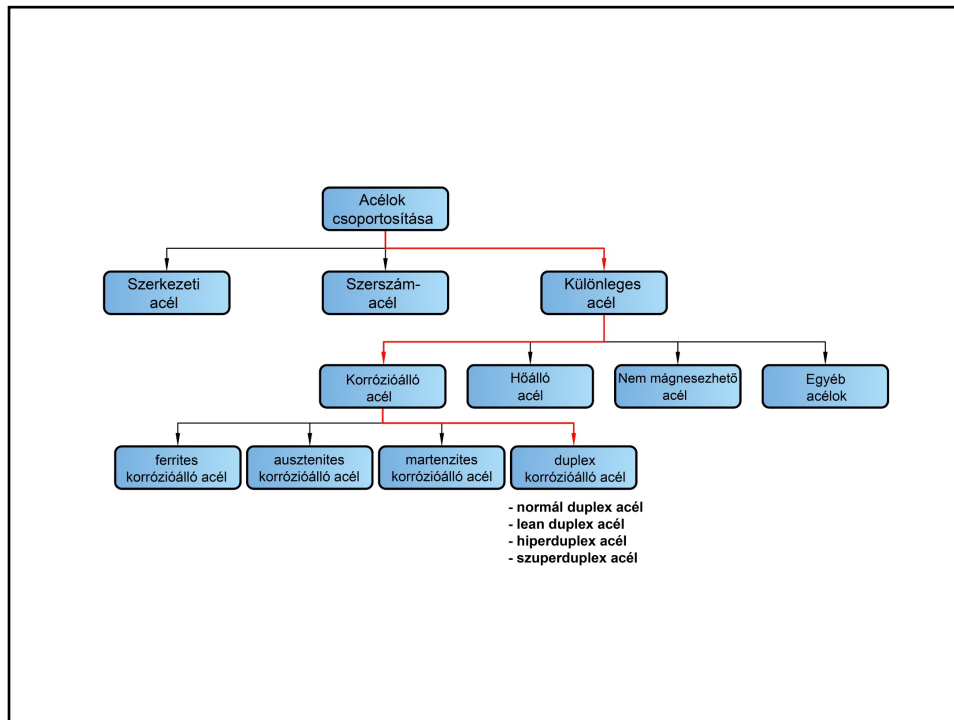 Acélok
csoportosítása
Szerkezeti
acél
Szerszám-
acél
Különleges
acél
Korrózióálló
acél
Hőálló
acél
Nem mágnesezhető
acél
Egyéb
acélok
ferrites
korrózióálló acél
ausztenites
korrózióálló acél
martenzites
korrózióálló acél
duplex
korrózióálló acél
- normál duplex acél
- lean duplex acél
- hiperduplex acél
- szuperduplex acél